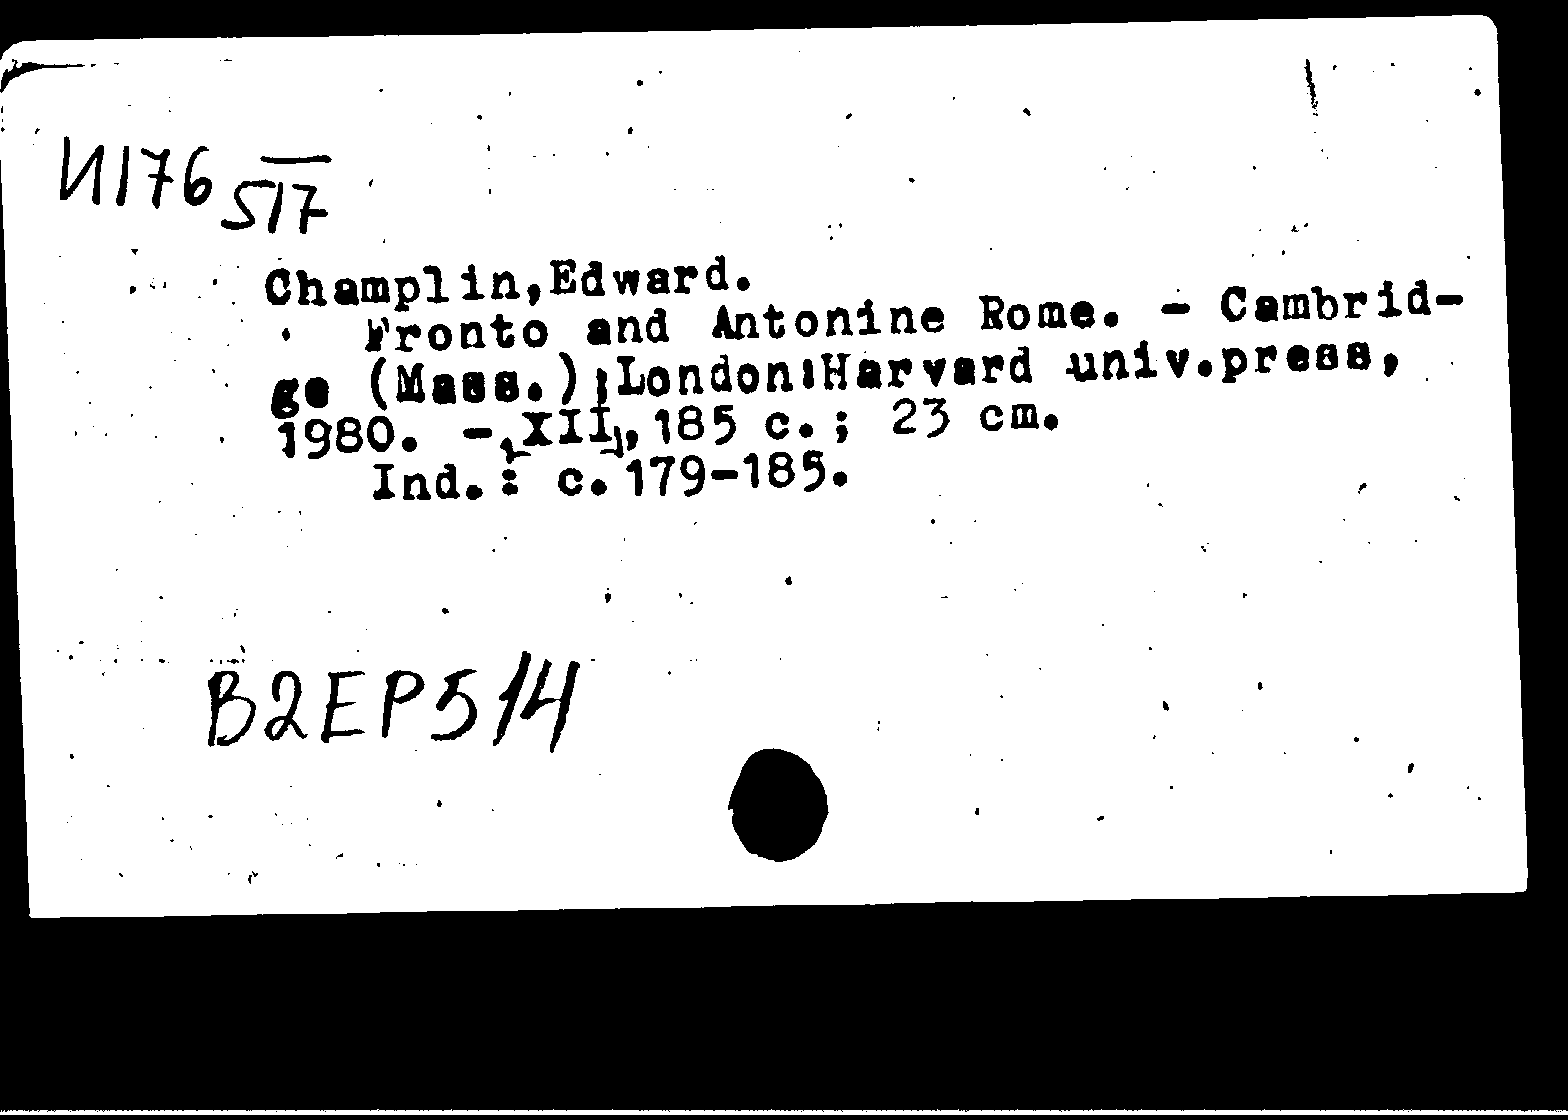 И176 517
Champlin,Edward.
Fronto and Antonine Rome. - Cambrid-
ge (Mass.);London:Harvard univ.press,
1980. - [XII], 185 c.; 23 cm.
Ind.: c.179-185.
B2EP5/4